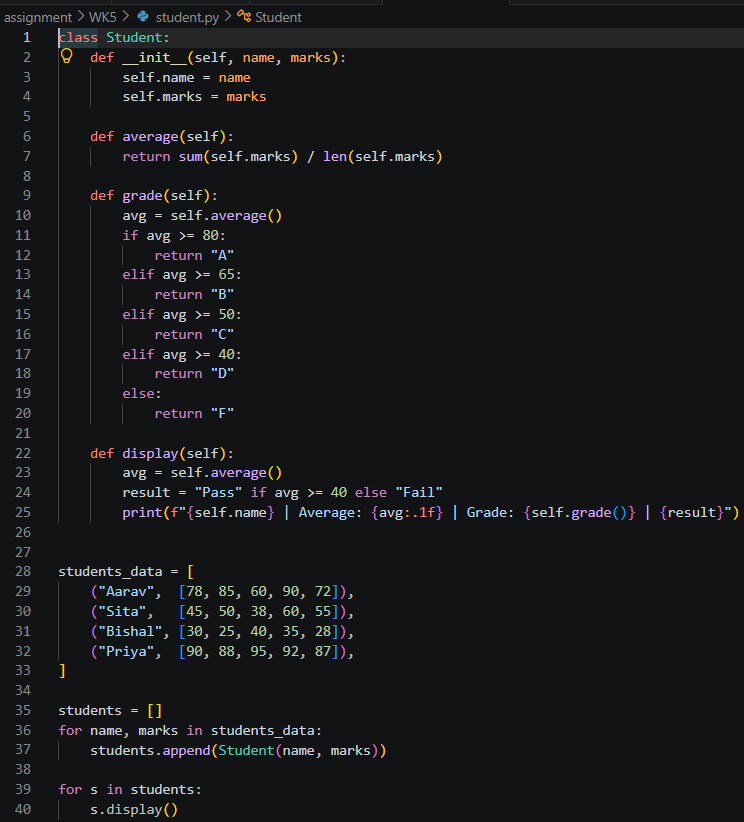 assignment > WK5 > student.py > Student
1 class Student:
2     def __init__(self, name, marks):
3         self.name = name
4         self.marks = marks
5
6     def average(self):
7         return sum(self.marks) / len(self.marks)
8
9     def grade(self):
10         avg = self.average()
11         if avg >= 80:
12             return "A"
13         elif avg >= 65:
14             return "B"
15         elif avg >= 50:
16             return "C"
17         elif avg >= 40:
18             return "D"
19         else:
20             return "F"
21
22     def display(self):
23         avg = self.average()
24         result = "Pass" if avg >= 40 else "Fail"
25         print(f"{self.name} | Average: {avg:.1f} | Grade: {self.grade()} | {result}")
26
27
28 students_data = [
29     ("Aarav",  [78, 85, 60, 90, 72]),
30     ("Sita",   [45, 50, 38, 60, 55]),
31     ("Bishal", [30, 25, 40, 35, 28]),
32     ("Priya",  [90, 88, 95, 92, 87]),
33 ]
34
35 students = []
36 for name, marks in students_data:
37     students.append(Student(name, marks))
38
39 for s in students:
40     s.display()